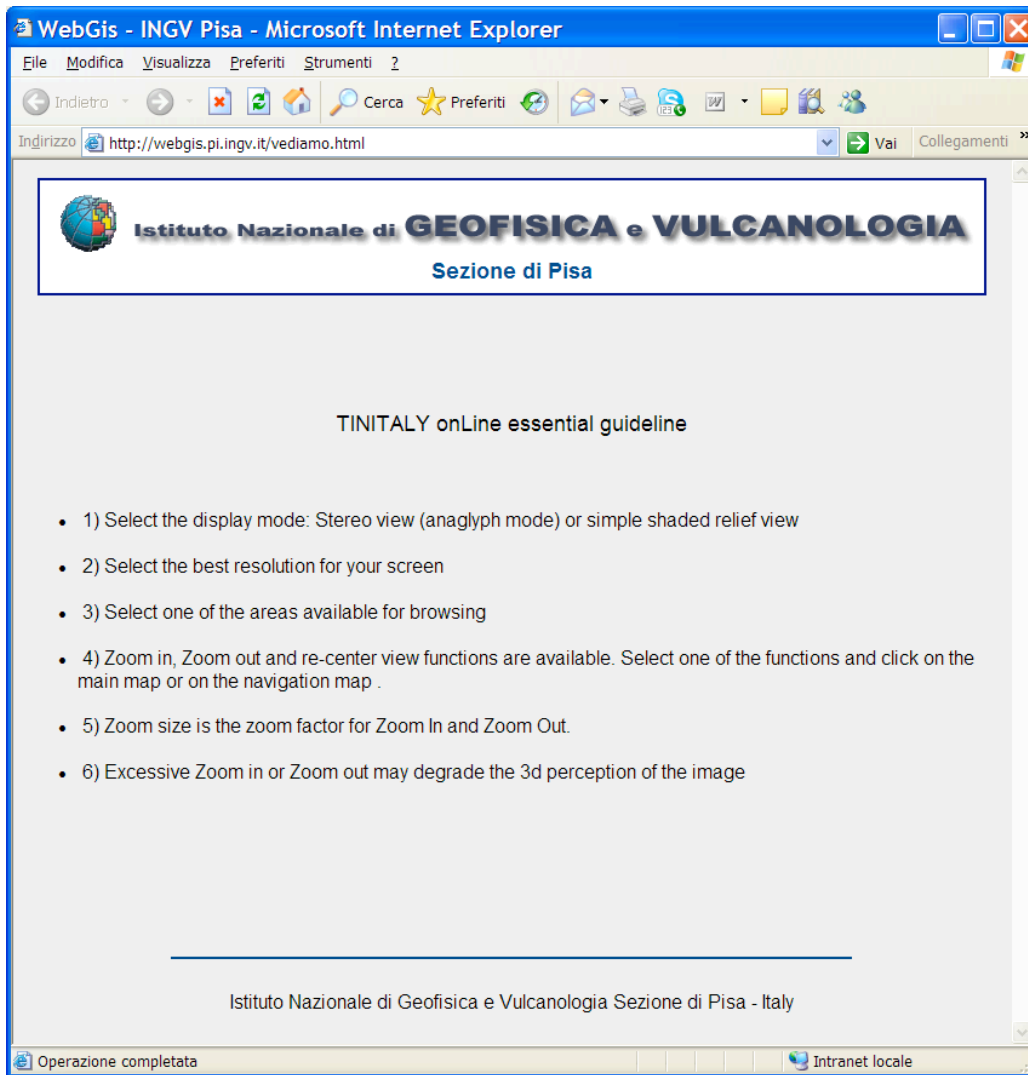 WebGis - INGV Pisa - Microsoft Internet Explorer
File Modifica Visualizza Preferiti Strumenti ?
Indietro Cerca Preferiti
Indirizzo http://webgis.pi.ingv.it/vediamo.html Vai Collegamenti »
Istituto Nazionale di GEOFISICA e VULCANOLOGIA
Sezione di Pisa
TINITALY onLine essential guideline
• 1) Select the display mode: Stereo view (anaglyph mode) or simple shaded relief view
• 2) Select the best resolution for your screen
• 3) Select one of the areas available for browsing
• 4) Zoom in, Zoom out and re-center view functions are available. Select one of the functions and click on the
main map or on the navigation map .
• 5) Zoom size is the zoom factor for Zoom In and Zoom Out.
• 6) Excessive Zoom in or Zoom out may degrade the 3d perception of the image
Istituto Nazionale di Geofisica e Vulcanologia Sezione di Pisa - Italy
Operazione completata Intranet locale